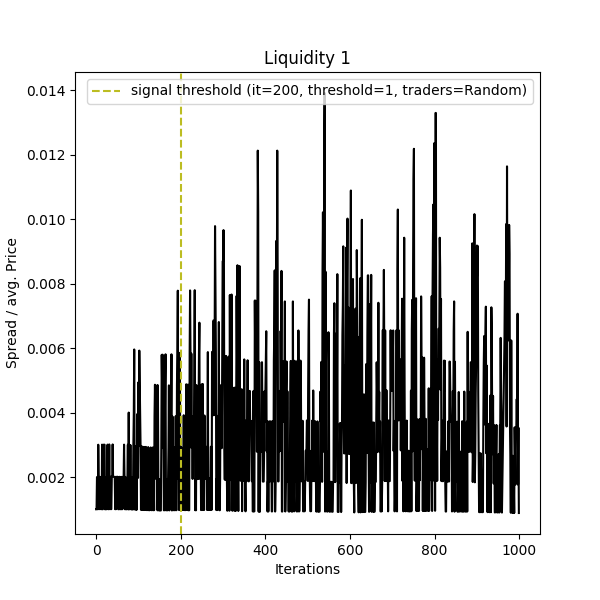 Liquidity 1
signal threshold (it=200, threshold=1, traders=Random)
0.014
0.012
0.010
0.008
0.006
0.004
0.002
Spread / avg. Price
0 200 400 600 800 1000
Iterations